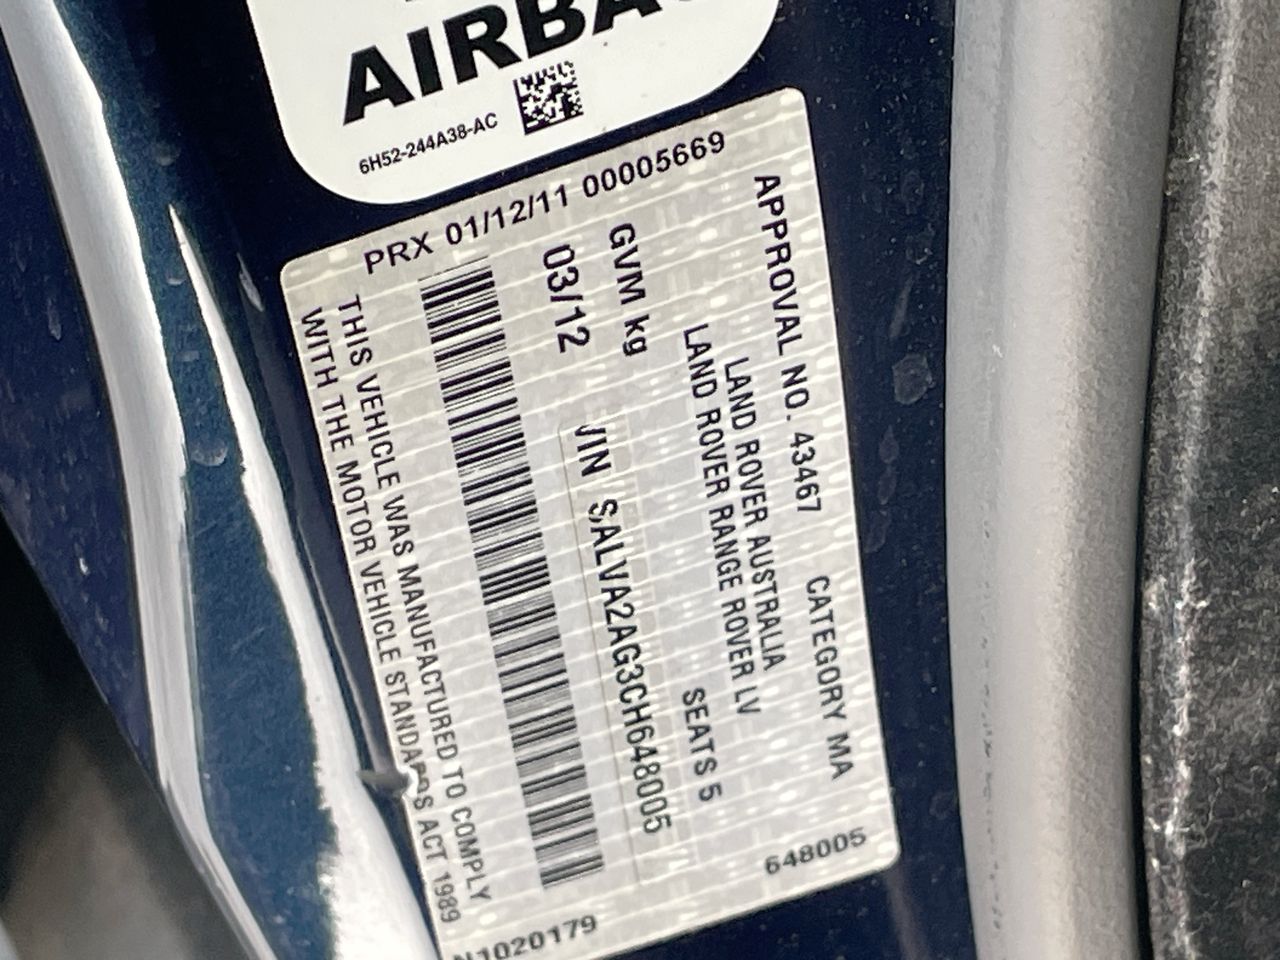 AIRBAG
6H52-244A38-AC
PRX 01/12/11 00005669
APPROVAL NO. 43467 CATEGORY MA
LAND ROVER AUSTRALIA
LAND ROVER RANGE ROVER LV
GVM kg SEATS 5
03/12 VIN SALVA2AG3CH648005
THIS VEHICLE WAS MANUFACTURED TO COMPLY
WITH THE MOTOR VEHICLE STANDARDS ACT 1989
648005
N1020179